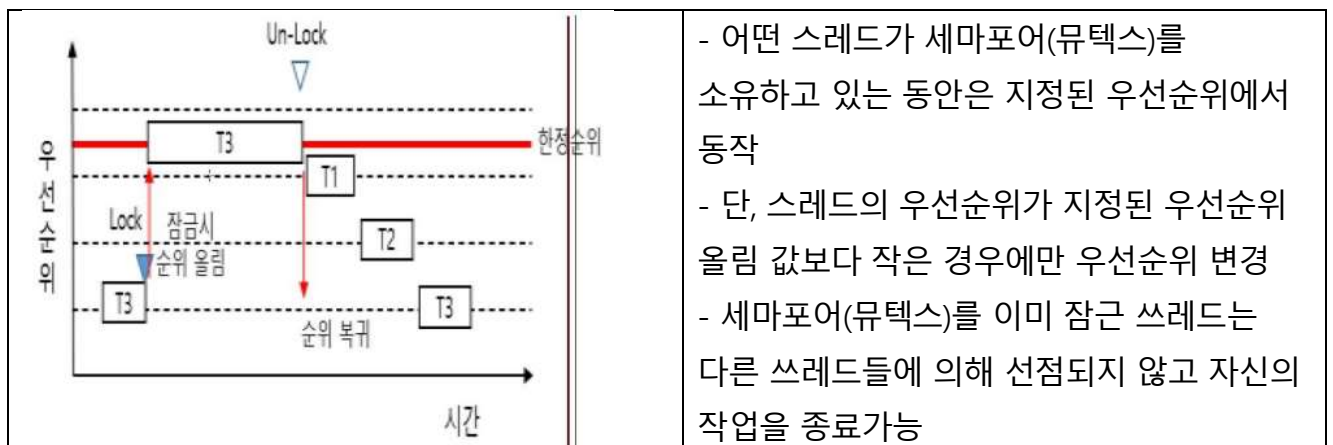 Un-Lock
T3
한정순위
T1
우선순위
Lock
잠금시
순위 올림
T2
T3
T3
순위 복귀
시간
- 어떤 스레드가 세마포어(뮤텍스)를
소유하고 있는 동안은 지정된 우선순위에서
동작
- 단, 스레드의 우선순위가 지정된 우선순위
올림 값보다 작은 경우에만 우선순위 변경
- 세마포어(뮤텍스)를 이미 잠근 쓰레드는
다른 쓰레드들에 의해 선점되지 않고 자신의
작업을 종료가능